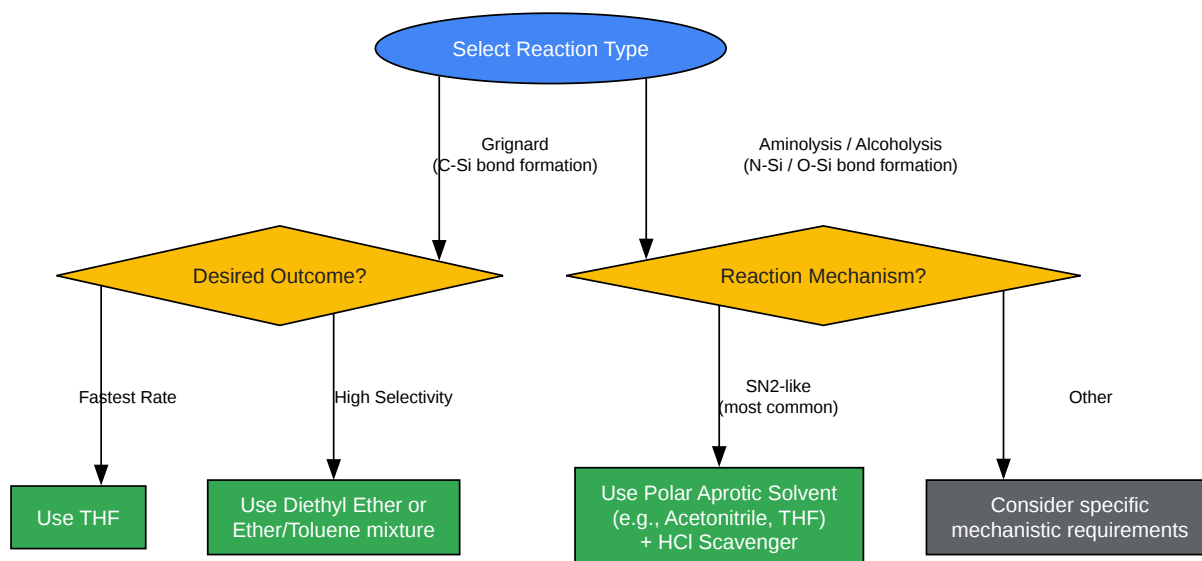 Select Reaction Type
Grignard
(C-Si bond formation)
Aminolysis / Alcoholysis
(N-Si / O-Si bond formation)
Desired Outcome?
Reaction Mechanism?
Fastest Rate
High Selectivity
SN2-like
(most common)
Other
Use THF
Use Diethyl Ether or
Ether/Toluene mixture
Use Polar Aprotic Solvent
(e.g., Acetonitrile, THF)
+ HCl Scavenger
Consider specific
mechanistic requirements